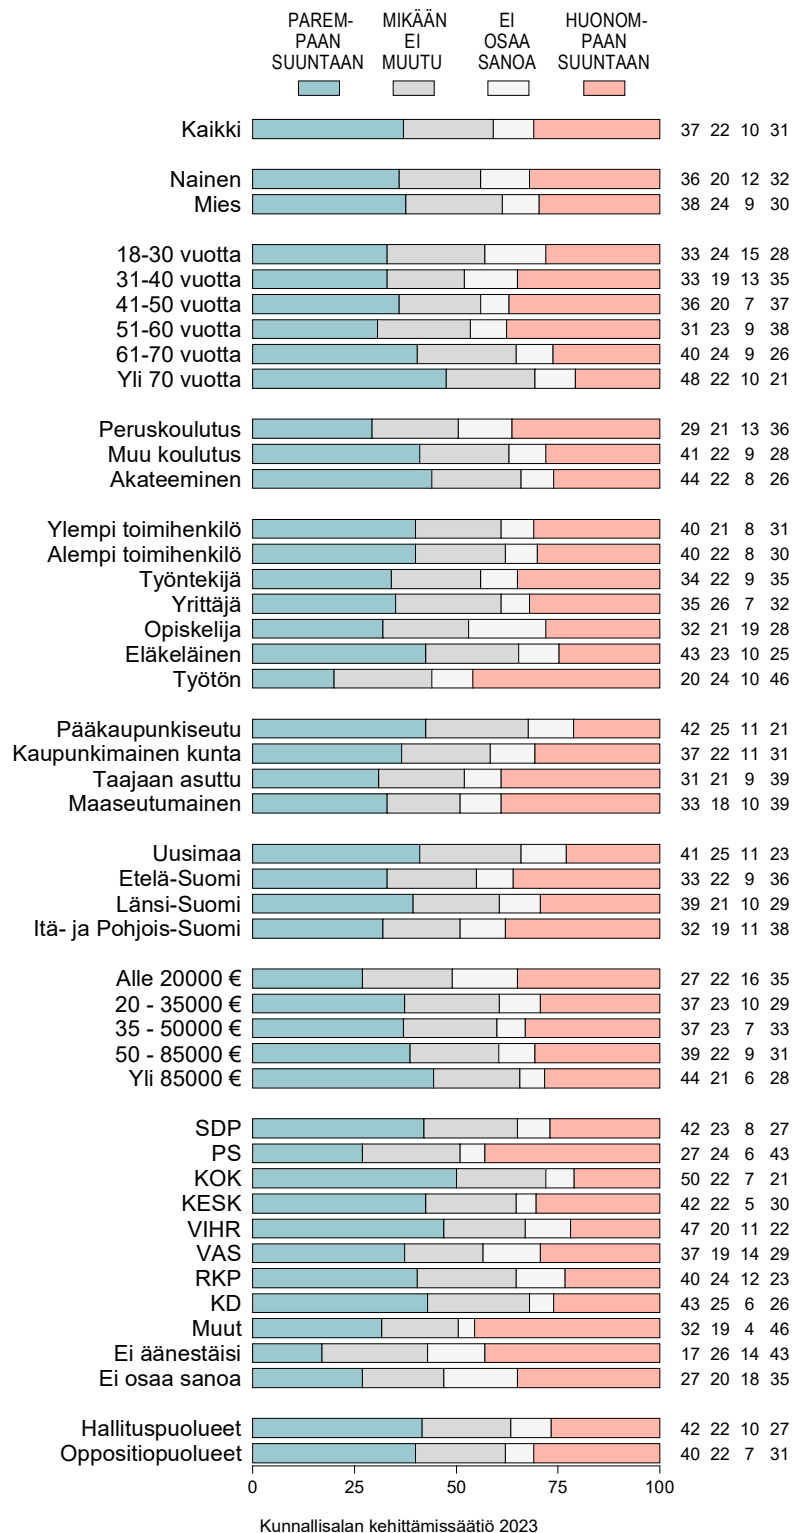 PAREM- MIKÄÄN EI HUONOM-
PAAN EI OSAA PAAN
SUUNTAAN MUUTU SANOA SUUNTAAN
Kaikki 37 22 10 31
Nainen 36 20 12 32
Mies 38 24 9 30
18-30 vuotta 33 24 15 28
31-40 vuotta 33 19 13 35
41-50 vuotta 36 20 7 37
51-60 vuotta 31 23 9 38
61-70 vuotta 40 24 9 26
Yli 70 vuotta 48 22 10 21
Peruskoulutus 29 21 13 36
Muu koulutus 41 22 9 28
Akateeminen 44 22 8 26
Ylempi toimihenkilö 40 21 8 31
Alempi toimihenkilö 40 22 8 30
Työntekijä 34 22 9 35
Yrittäjä 35 26 7 32
Opiskelija 32 21 19 28
Eläkeläinen 43 23 10 25
Työtön 20 24 10 46
Pääkaupunkiseutu 42 25 11 21
Kaupunkimainen kunta 37 22 11 31
Taajaan asuttu 31 21 9 39
Maaseutumainen 33 18 10 39
Uusimaa 41 25 11 23
Etelä-Suomi 33 22 9 36
Länsi-Suomi 39 21 10 29
Itä- ja Pohjois-Suomi 32 19 11 38
Alle 20000 € 27 22 16 35
20 - 35000 € 37 23 10 29
35 - 50000 € 37 23 7 33
50 - 85000 € 39 22 9 31
Yli 85000 € 44 21 6 28
SDP 42 23 8 27
PS 27 24 6 43
KOK 50 22 7 21
KESK 42 22 5 30
VIHR 47 20 11 22
VAS 37 19 14 29
RKP 40 24 12 23
KD 43 25 6 26
Muut 32 19 4 46
Ei äänestäisi 17 26 14 43
Ei osaa sanoa 27 20 18 35
Hallituspuolueet 42 22 10 27
Oppositiopuolueet 40 22 7 31
0 25 50 75 100
Kunnallisalan kehittämissäätiö 2023